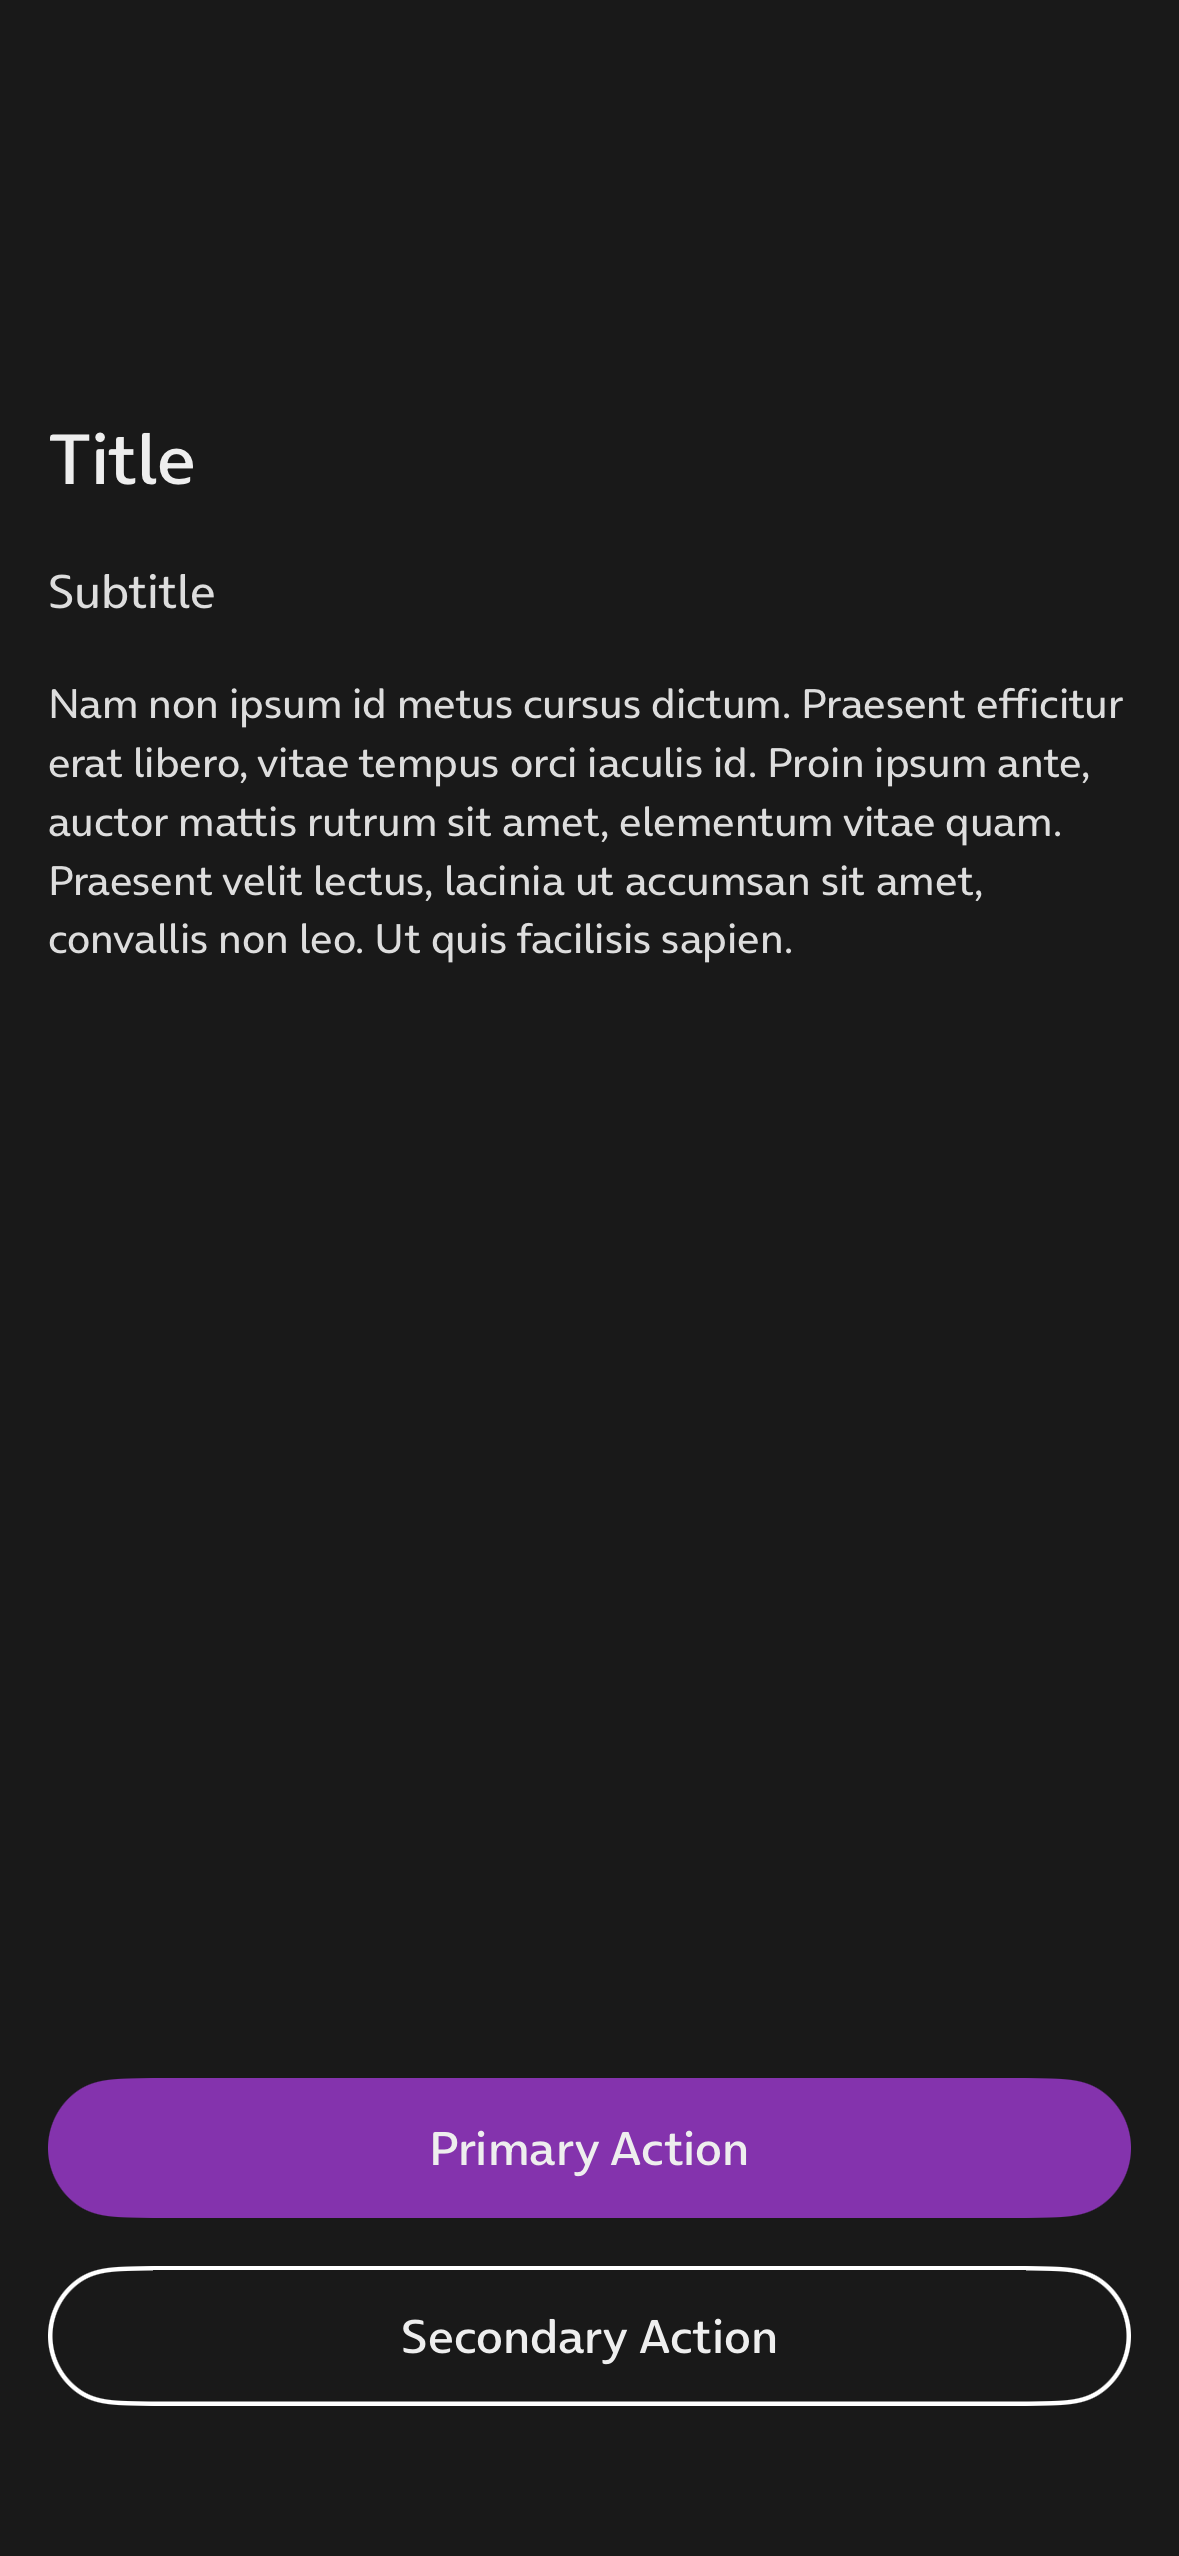 Title
Subtitle
Nam non ipsum id metus cursus dictum. Praesent efficitur
erat libero, vitae tempus orci iaculis id. Proin ipsum ante,
auctor mattis rutrum sit amet, elementum vitae quam.
Praesent velit lectus, lacinia ut accumsan sit amet,
convallis non leo. Ut quis facilisis sapien.
Primary Action
Secondary Action